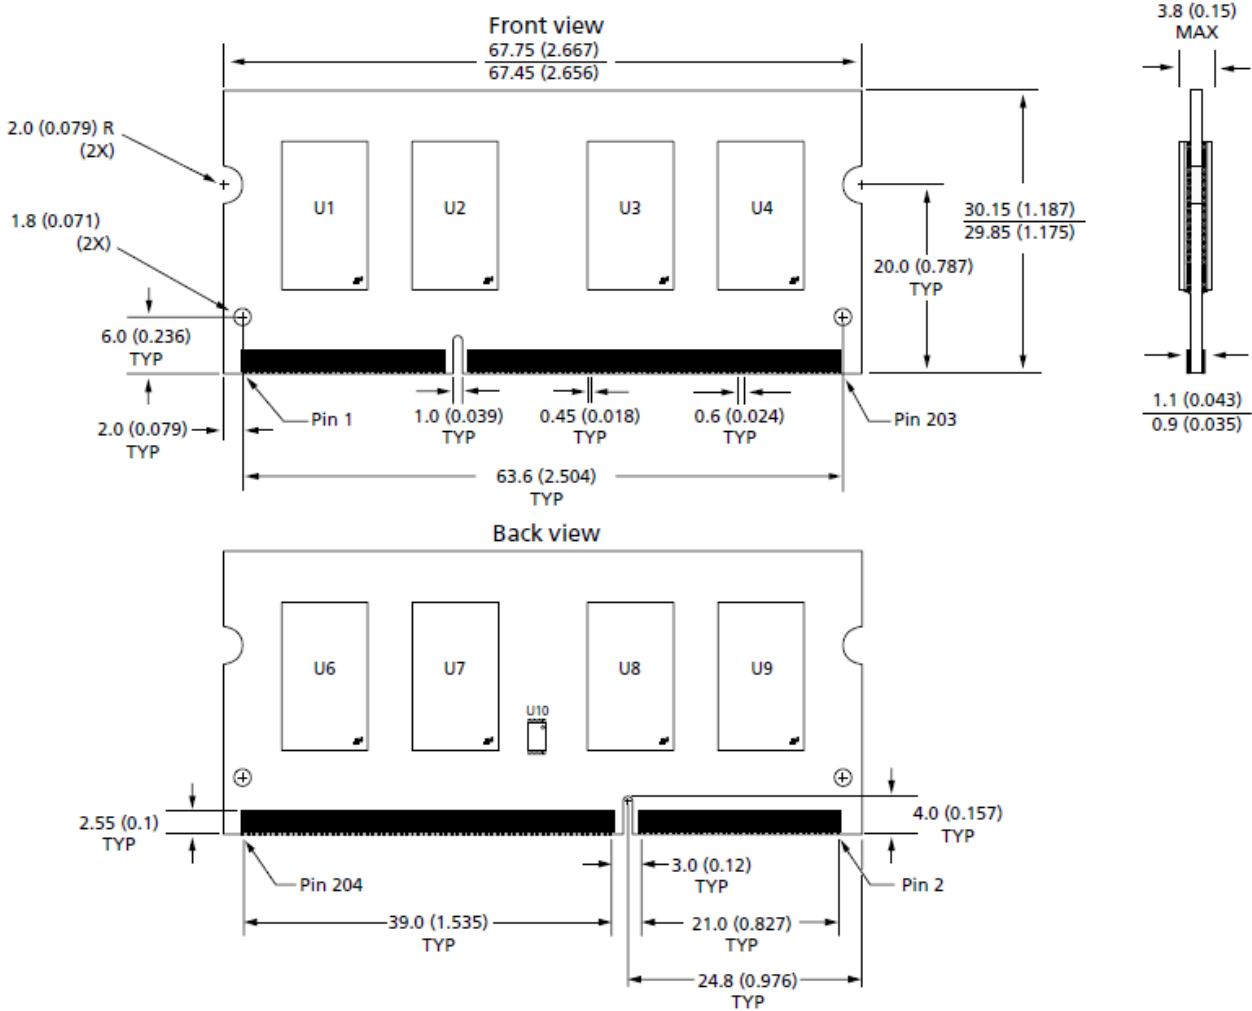 Front view
67.75 (2.667)
67.45 (2.656)
3.8 (0.15)
MAX
2.0 (0.079) R
(2X)
U1
U2
U3
U4
1.8 (0.071)
(2X)
30.15 (1.187)
29.85 (1.175)
20.0 (0.787)
TYP
6.0 (0.236)
TYP
1.1 (0.043)
0.9 (0.035)
2.0 (0.079)
TYP
Pin 1
1.0 (0.039)
TYP
0.45 (0.018)
TYP
0.6 (0.024)
TYP
Pin 203
63.6 (2.504)
TYP
Back view
U6
U7
U8
U9
U10
2.55 (0.1)
TYP
4.0 (0.157)
TYP
Pin 204
3.0 (0.12)
TYP
Pin 2
39.0 (1.535)
TYP
21.0 (0.827)
TYP
24.8 (0.976)
TYP